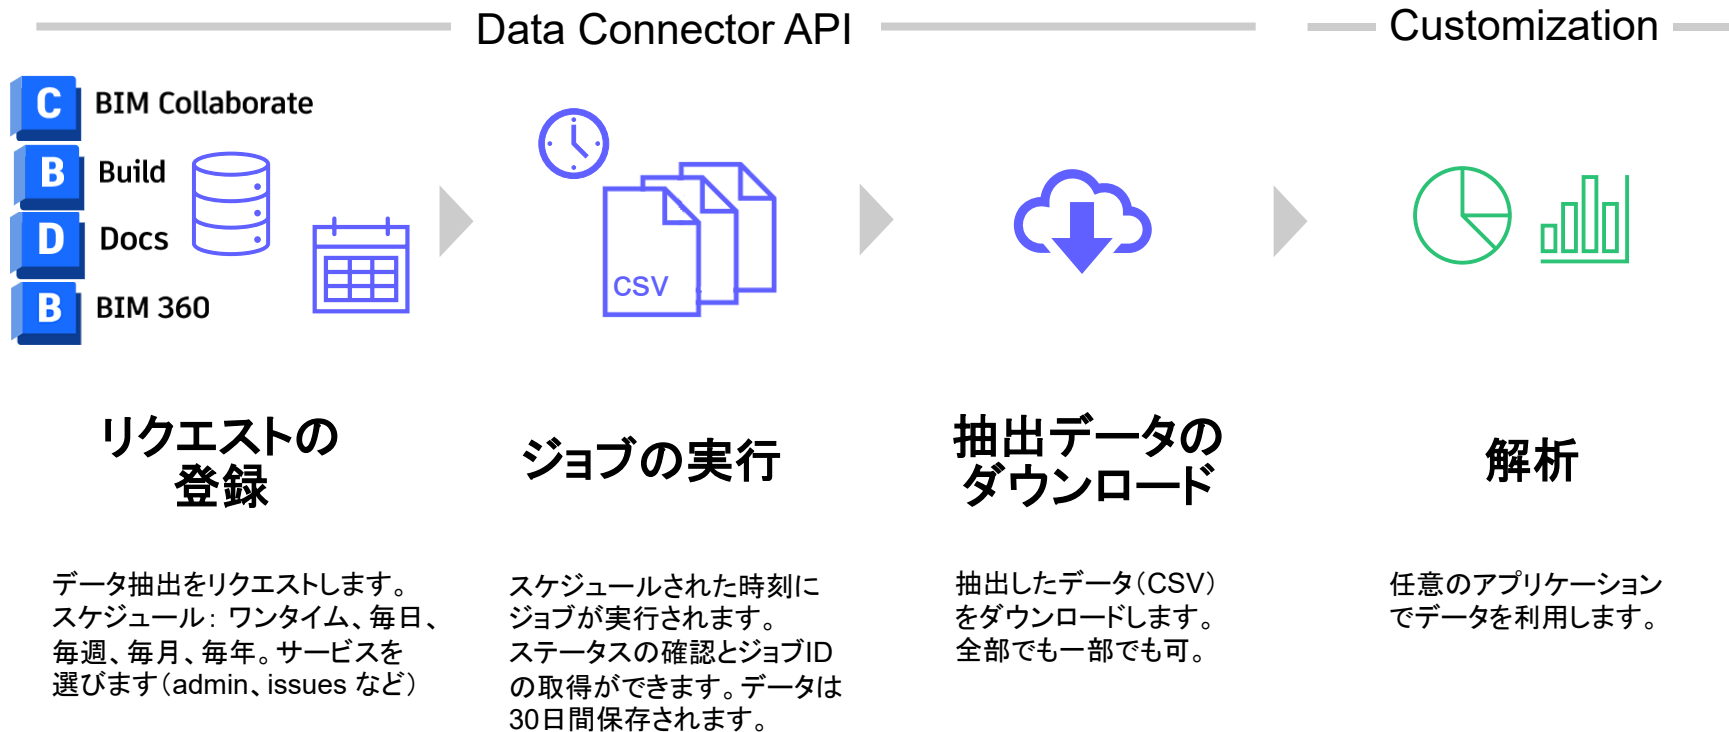 Data Connector API
Customization
C BIM Collaborate
B Build
D Docs
B BIM 360
CSV
リクエストの
登録
ジョブの実行
抽出データの
ダウンロード
解析
データ抽出をリクエストします。
スケジュール： ワンタイム、毎日、
毎週、毎月、毎年。サービスを
選びます（admin、issues など）
スケジュールされた時刻に
ジョブが実行されます。
ステータスの確認とジョブID
の取得ができます。データは
30日間保存されます。
抽出したデータ（CSV）
をダウンロードします。
全部でも一部でも可。
任意のアプリケーション
でデータを利用します。